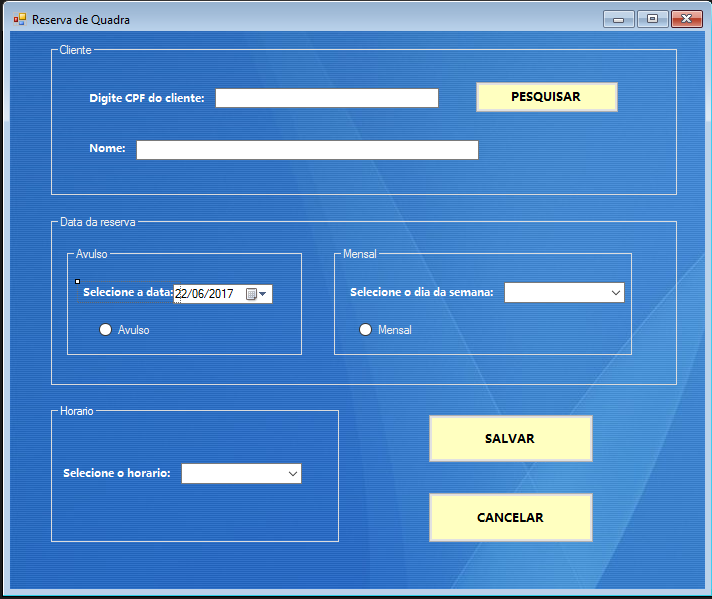 Reserva de Quadra
Cliente
Digite CPF do cliente:
PESQUISAR
Nome:
Data da reserva
Avulso
Mensal
Selecione a data: 22/06/2017
Selecione o dia da semana:
Avulso
Mensal
Horario
Selecione o horario:
SALVAR
CANCELAR